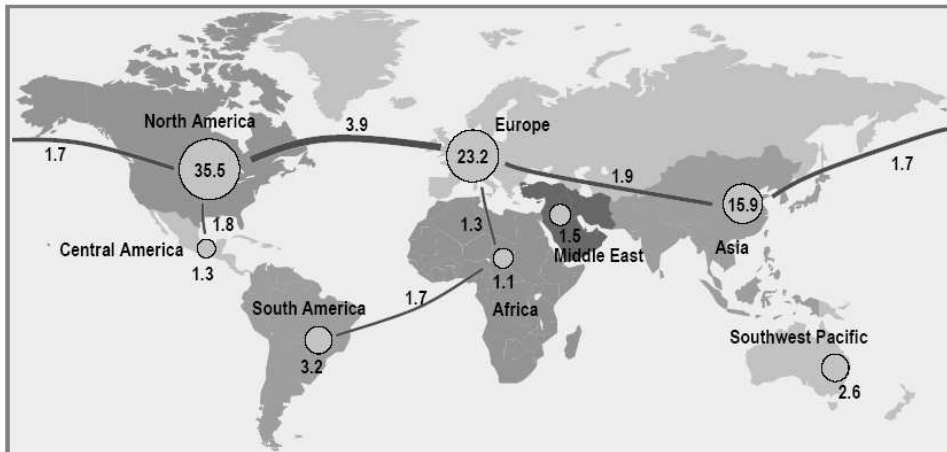 North America
35.5
3.9
Europe
23.2
1.7
1.7
1.9
15.9
1.8
1.3
1.5
Asia
Central America
1.3
Middle East
1.1
South America
1.7
Africa
3.2
Southwest Pacific
2.6